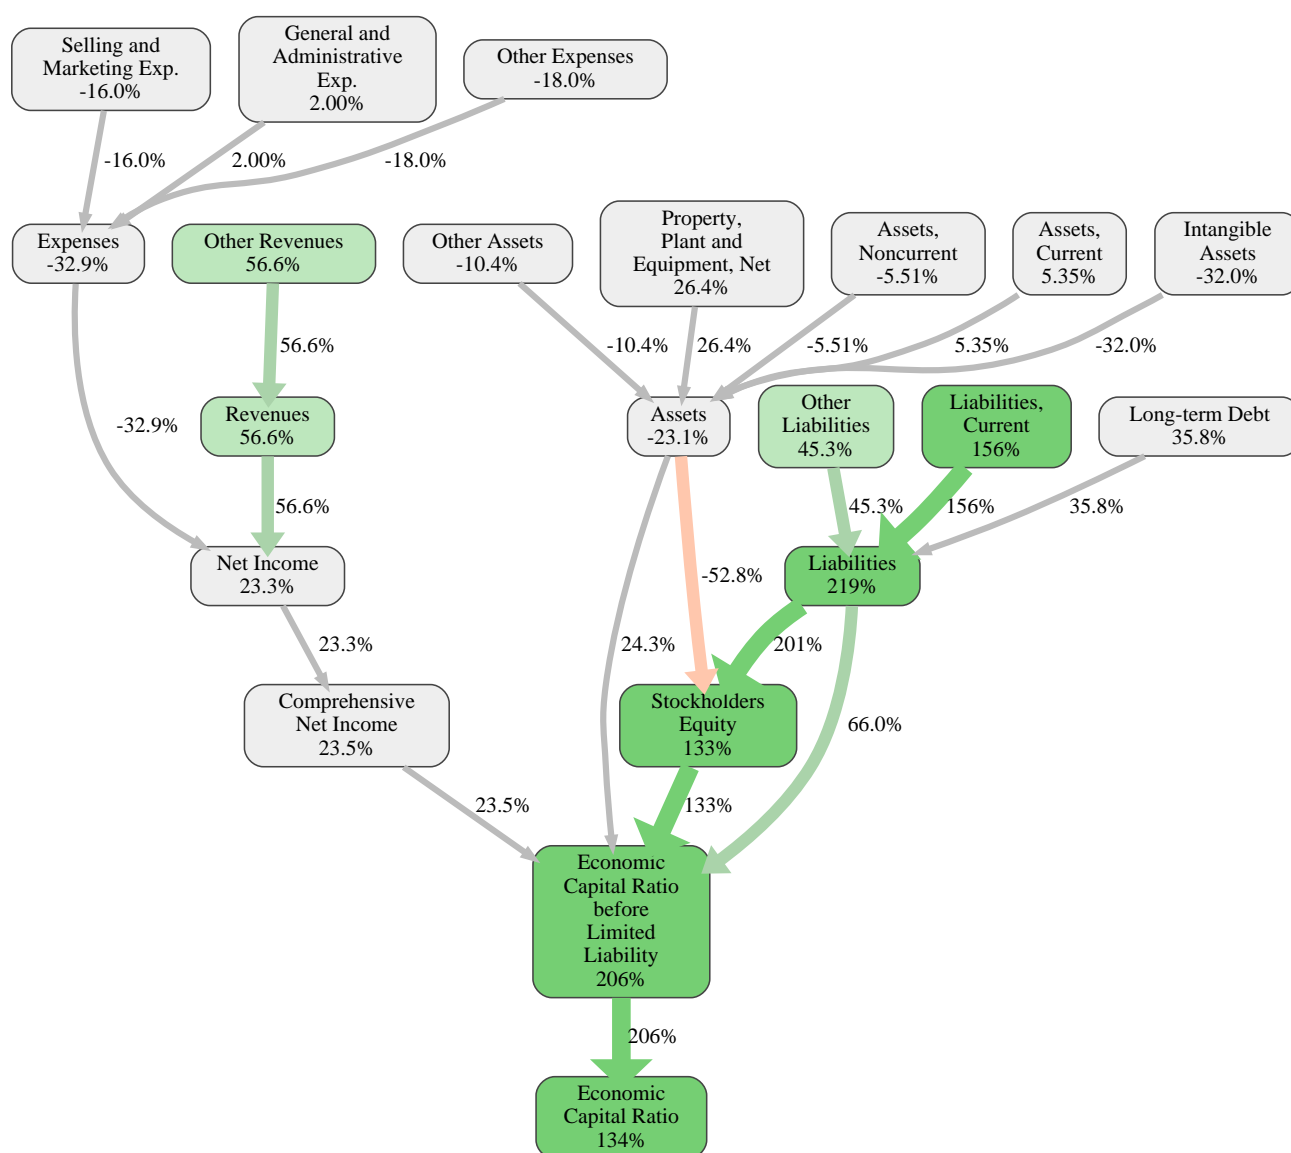 Selling and
Marketing Exp.
-16.0%
General and
Administrative
Exp.
2.00%
Other Expenses
-18.0%
-16.0%
2.00%
-18.0%
Expenses
-32.9%
Other Revenues
56.6%
Other Assets
-10.4%
Property,
Plant and
Equipment, Net
26.4%
Assets,
Noncurrent
-5.51%
Assets,
Current
5.35%
Intangible
Assets
-32.0%
56.6%
-10.4%
26.4%
-5.51%
5.35%
-32.0%
Revenues
56.6%
Assets
-23.1%
Other
Liabilities
45.3%
Liabilities,
Current
156%
Long-term Debt
35.8%
-32.9%
56.6%
45.3%
156%
35.8%
Net Income
23.3%
Liabilities
219%
-52.8%
23.3%
24.3%
201%
Comprehensive
Net Income
23.5%
Stockholders
Equity
133%
66.0%
23.5%
133%
Economic
Capital Ratio
before
Limited
Liability
206%
206%
Economic
Capital Ratio
134%